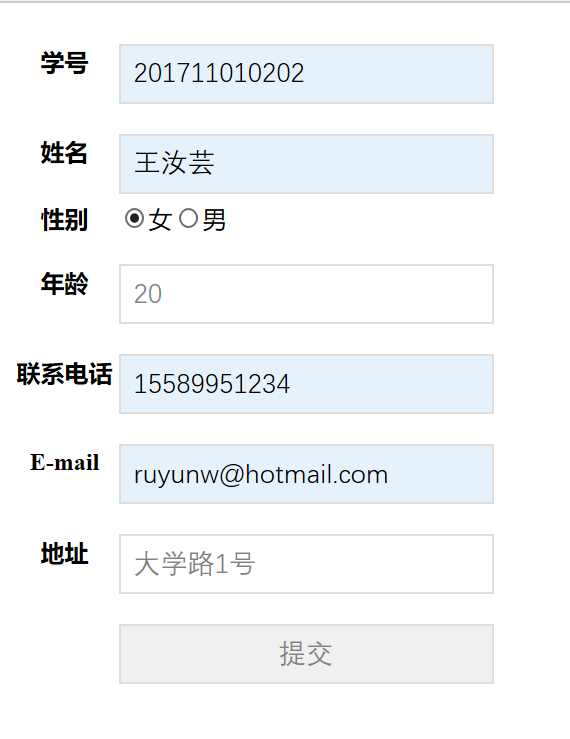 学号 201711010202
姓名 王汝芸
性别 女 男
年龄 20
联系电话 15589951234
E-mail ruyunw@hotmail.com
地址 大学路1号
提交